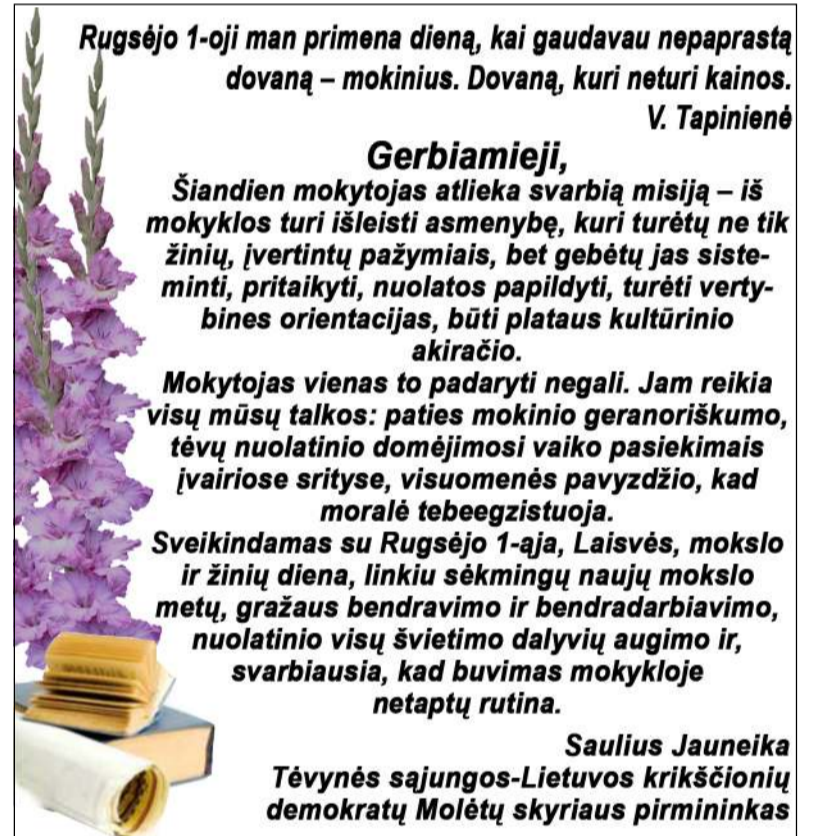 Rugsėjo 1-oji man primena dieną, kai gaudavau nepaprastą
dovaną – mokinius. Dovaną, kuri neturi kainos.
V. Tapinienė
Gerbiamieji,
Šiandien mokytojas atlieka svarbią misiją – iš
mokyklos turi išleisti asmenybę, kuri turėtų ne tik
žinių, įvertintų pažymiais, bet gebėtų jas siste-
minti, pritaikyti, nuolatos papildyti, turėti verty-
bines orientacijas, būti plataus kultūrinio
akiračio.
Mokytojas vienas to padaryti negali. Jam reikia
visų mūsų talkos: paties mokinio geranoriškumo,
tėvų nuolatinio domėjimosi vaiko pasiekimais
įvairiose srityse, visuomenės pavyzdžio, kad
moralė tebeegzistuoja.
Sveikindamas su Rugsėjo 1-ąja, Laisvės, mokslo
ir žinių diena, linkiu sėkmingų naujų mokslo
metų, gražaus bendravimo ir bendradarbiavimo,
nuolatinio visų švietimo dalyvių augimo ir,
svarbiausia, kad buvimas mokykloje
netaptų rutina.
Saulius Jauneika
Tėvynės sąjungos-Lietuvos krikščionių
demokratų Molėtų skyriaus pirmininkas